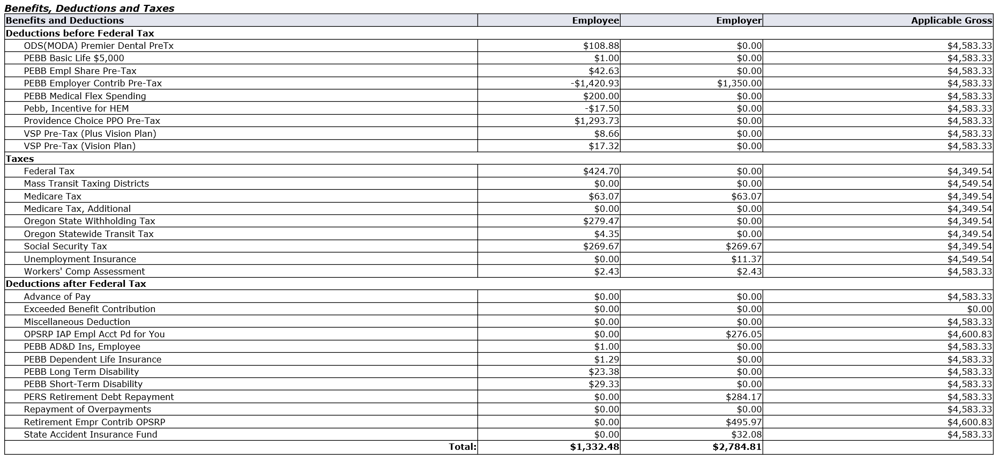 Benefits, Deductions and Taxes
Benefits and Deductions Employee Employer Applicable Gross
Deductions before Federal Tax
ODS(MODA) Premier Dental PreTx $108.88 $0.00 $4,583.33
PEBB Basic Life $5,000 $1.00 $0.00 $4,583.33
PEBB Empl Share Pre-Tax $42.63 $0.00 $4,583.33
PEBB Employer Contrib Pre-Tax -$1,420.93 $1,350.00 $4,583.33
PEBB Medical Flex Spending $200.00 $0.00 $4,583.33
Pebb, Incentive for HEM -$17.50 $0.00 $4,583.33
Providence Choice PPO Pre-Tax $1,293.73 $0.00 $4,583.33
VSP Pre-Tax (Plus Vision Plan) $8.66 $0.00 $4,583.33
VSP Pre-Tax (Vision Plan) $17.32 $0.00 $4,583.33
Taxes
Federal Tax $424.70 $0.00 $4,349.54
Mass Transit Taxing Districts $0.00 $0.00 $4,549.54
Medicare Tax $63.07 $63.07 $4,349.54
Medicare Tax, Additional $0.00 $0.00 $4,349.54
Oregon State Withholding Tax $279.47 $0.00 $4,349.54
Oregon Statewide Transit Tax $4.35 $0.00 $4,349.54
Social Security Tax $269.67 $269.67 $4,349.54
Unemployment Insurance $0.00 $11.37 $4,549.54
Workers' Comp Assessment $2.43 $2.43 $4,583.33
Deductions after Federal Tax
Advance of Pay $0.00 $0.00 $4,583.33
Exceeded Benefit Contribution $0.00 $0.00 $0.00
Miscellaneous Deduction $0.00 $0.00 $4,583.33
OPSRP IAP Empl Acct Pd for You $0.00 $276.05 $4,600.83
PEBB AD&D Ins, Employee $1.00 $0.00 $4,583.33
PEBB Dependent Life Insurance $1.29 $0.00 $4,583.33
PEBB Long Term Disability $23.38 $0.00 $4,583.33
PEBB Short-Term Disability $29.33 $0.00 $4,583.33
PERS Retirement Debt Repayment $0.00 $284.17 $4,583.33
Repayment of Overpayments $0.00 $0.00 $4,583.33
Retirement Empr Contrib OPSRP $0.00 $495.97 $4,600.83
State Accident Insurance Fund $0.00 $32.08 $4,583.33
Total: $1,332.48 $2,784.81